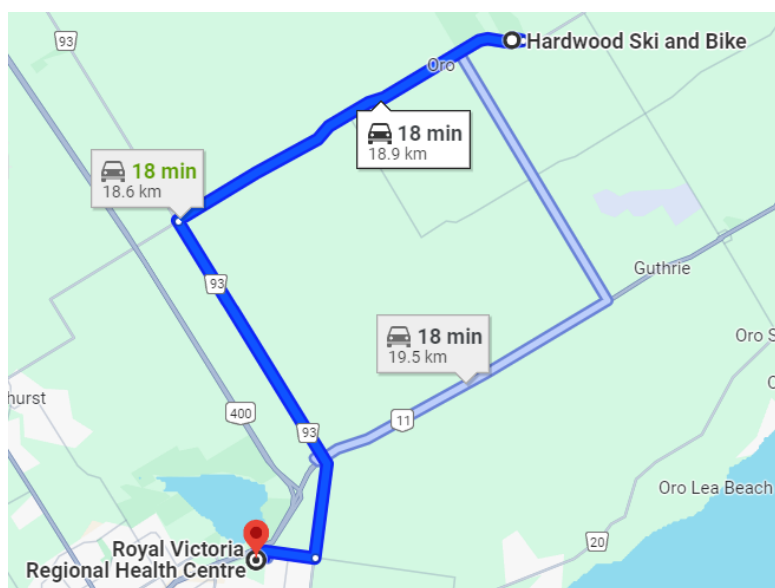 93
Hardwood Ski and Bike
Oro
18 min
18.9 km
18 min
18.6 km
Guthrie
93
18 min
19.5 km
Oro S
hurst
400
11
93
Oro Lea Beach
20
Royal Victoria
Regional Health Centre